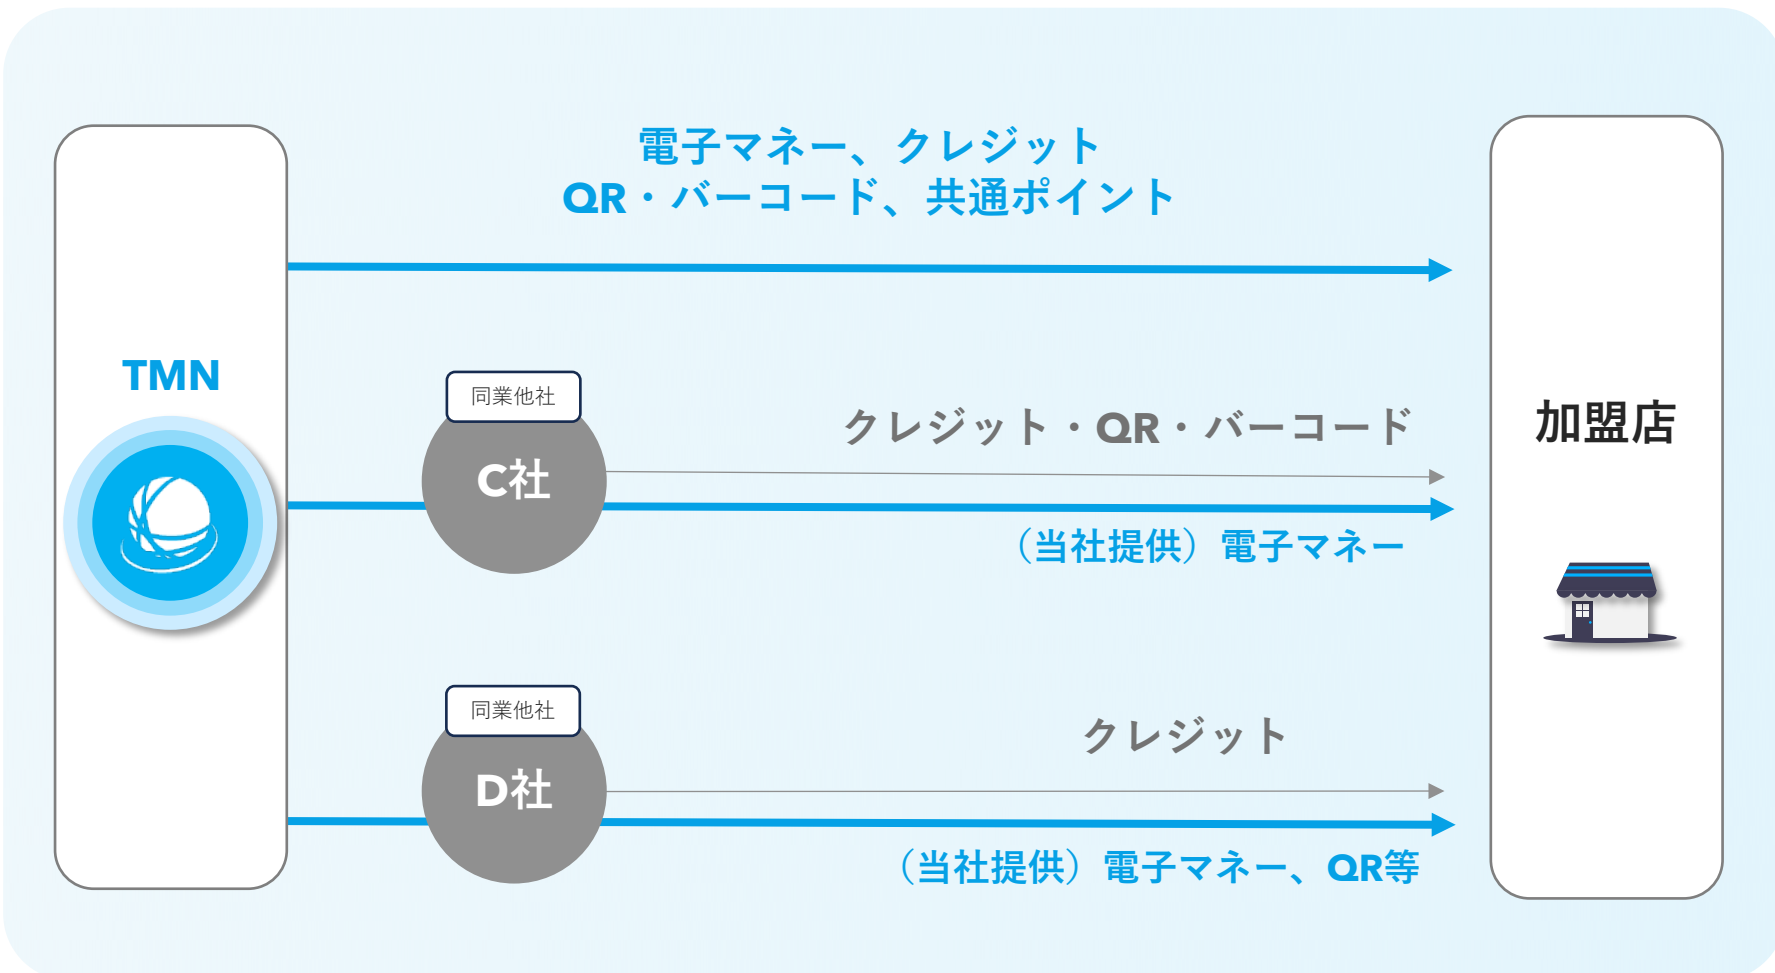 電子マネー、クレジット
QR・バーコード、共通ポイント
TMN
同業他社
C社
クレジット・QR・バーコード
（当社提供）電子マネー
加盟店
同業他社
D社
クレジット
（当社提供）電子マネー、QR等